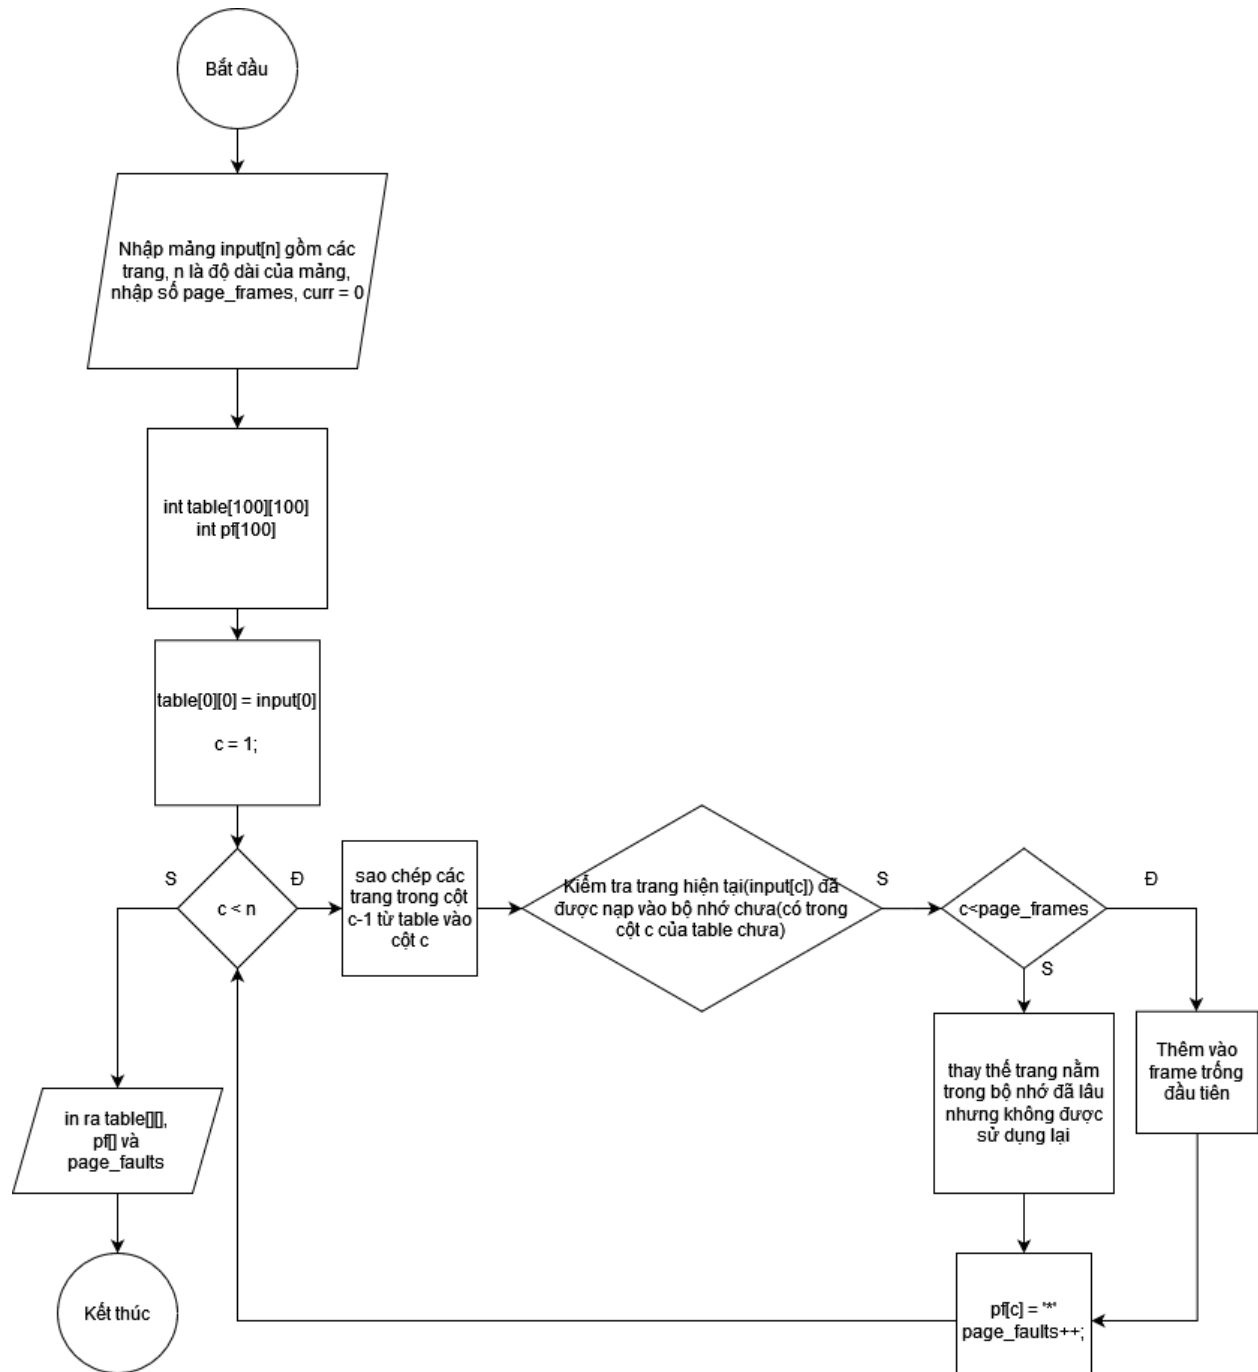 Bắt đầu
Nhập mảng input[n] gồm các
trang, n là độ dài của mảng,
nhập số page_frames, curr = 0
int table[100][100]
int pf[100]
table[0][0] = input[0]
c = 1;
S
c < n
Đ
sao chép các
trang trong cột
c-1 từ table vào
cột c
Kiểm tra trang hiện tại(input[c]) đã
được nạp vào bộ nhớ chưa(có trong
cột c của table chưa)
S
c<page_frames
Đ
S
thay thế trang nằm
trong bộ nhớ đã lâu
nhưng không được
sử dụng lại
Thêm vào
frame trống
đầu tiên
in ra table[][],
pf[] và
page_faults
pf[c] = '*'
page_faults++;
Kết thúc